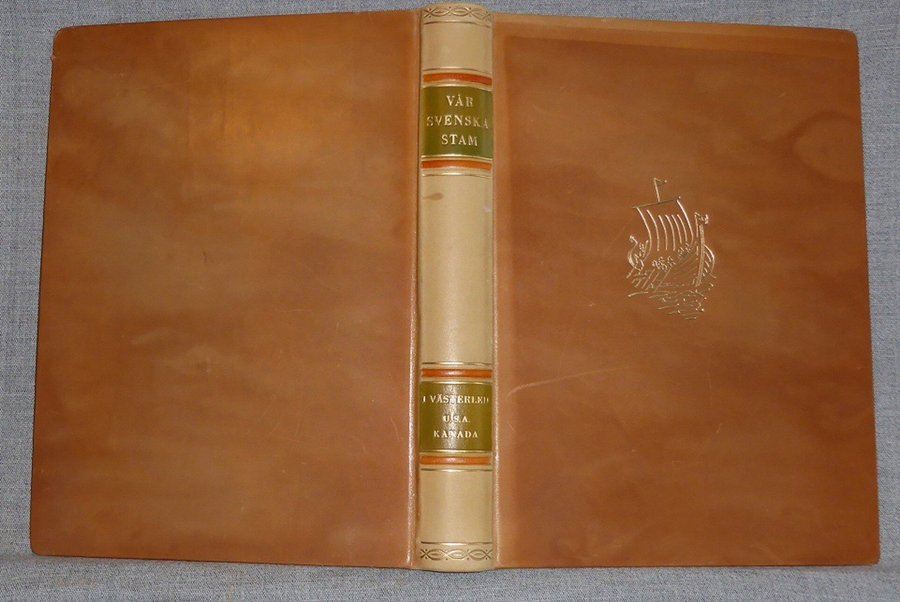 VÅR
SVENSKA
STAM
I VÄSTERLED
U.S.A.
KANADA